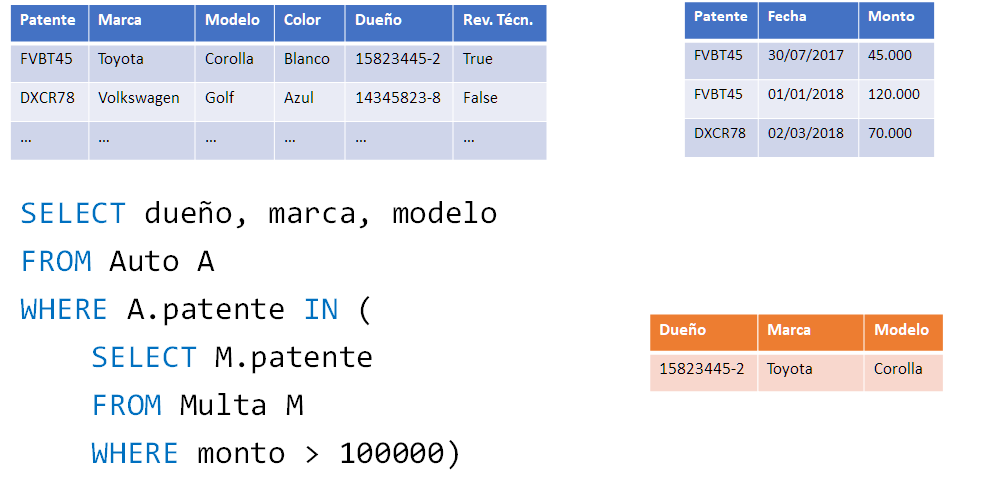 Patente Marca Modelo Color Dueño Rev. Técn.
FVBT45 Toyota Corolla Blanco 15823445-2 True
DXCR78 Volkswagen Golf Azul 14345823-8 False
... ... ... ... ... ...
Patente Fecha Monto
FVBT45 30/07/2017 45.000
FVBT45 01/01/2018 120.000
DXCR78 02/03/2018 70.000
SELECT dueño, marca, modelo
FROM Auto A
WHERE A.patente IN (
SELECT M.patente
FROM Multa M
WHERE monto > 100000)
Dueño Marca Modelo
15823445-2 Toyota Corolla